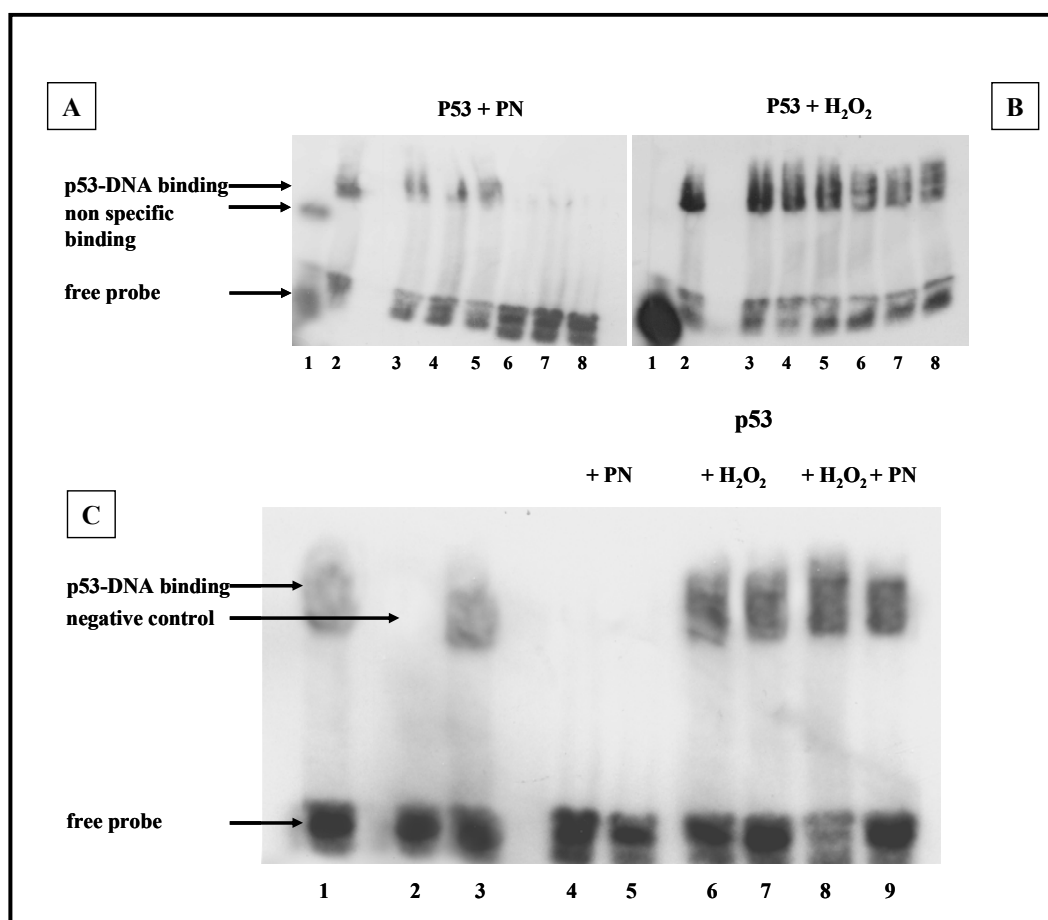 A
P53 + PN
P53 + H₂O₂
B
p53-DNA binding
non specific
binding
free probe
1 2 3 4 5 6 7 8
1 2 3 4 5 6 7 8
p53
+ PN
+ H₂O₂
+ H₂O₂ + PN
C
p53-DNA binding
negative control
free probe
1 2 3 4 5 6 7 8 9